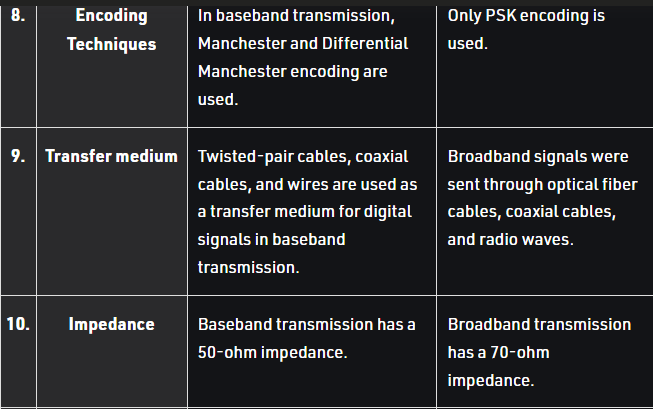 8.
Encoding
Techniques
In baseband transmission,
Manchester and Differential
Manchester encoding are
used.
Only PSK encoding is
used.
9.
Transfer medium
Twisted-pair cables, coaxial
cables, and wires are used as
a transfer medium for digital
signals in baseband
transmission.
Broadband signals were
sent through optical fiber
cables, coaxial cables,
and radio waves.
10.
Impedance
Baseband transmission has a
50-ohm impedance.
Broadband transmission
has a 70-ohm
impedance.